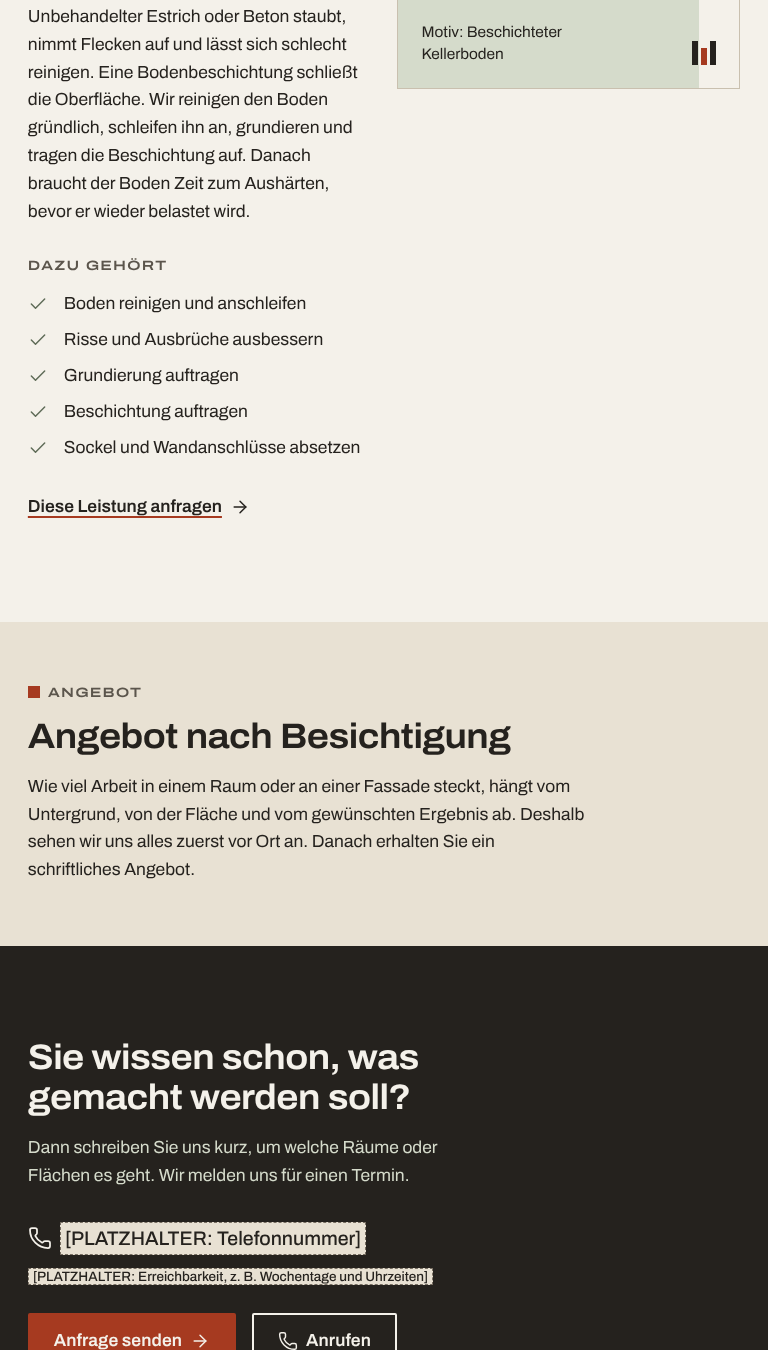 Unbehandelter Estrich oder Beton staubt,
nimmt Flecken auf und lässt sich schlecht
reinigen. Eine Bodenbeschichtung schließt
die Oberfläche. Wir reinigen den Boden
gründlich, schleifen ihn an, grundieren und
tragen die Beschichtung auf. Danach
braucht der Boden Zeit zum Aushärten,
bevor er wieder belastet wird.
Motiv: Beschichteter
Kellerboden
DAZU GEHÖRT
Boden reinigen und anschleifen
Risse und Ausbrüche ausbessern
Grundierung auftragen
Beschichtung auftragen
Sockel und Wandanschlüsse absetzen
Diese Leistung anfragen
ANGEBOT
Angebot nach Besichtigung
Wie viel Arbeit in einem Raum oder an einer Fassade steckt, hängt vom
Untergrund, von der Fläche und vom gewünschten Ergebnis ab. Deshalb
sehen wir uns alles zuerst vor Ort an. Danach erhalten Sie ein
schriftliches Angebot.
Sie wissen schon, was
gemacht werden soll?
Dann schreiben Sie uns kurz, um welche Räume oder
Flächen es geht. Wir melden uns für einen Termin.
[PLATZHALTER: Telefonnummer]
[PLATZHALTER: Erreichbarkeit, z. B. Wochentage und Uhrzeiten]
Anfrage senden
Anrufen